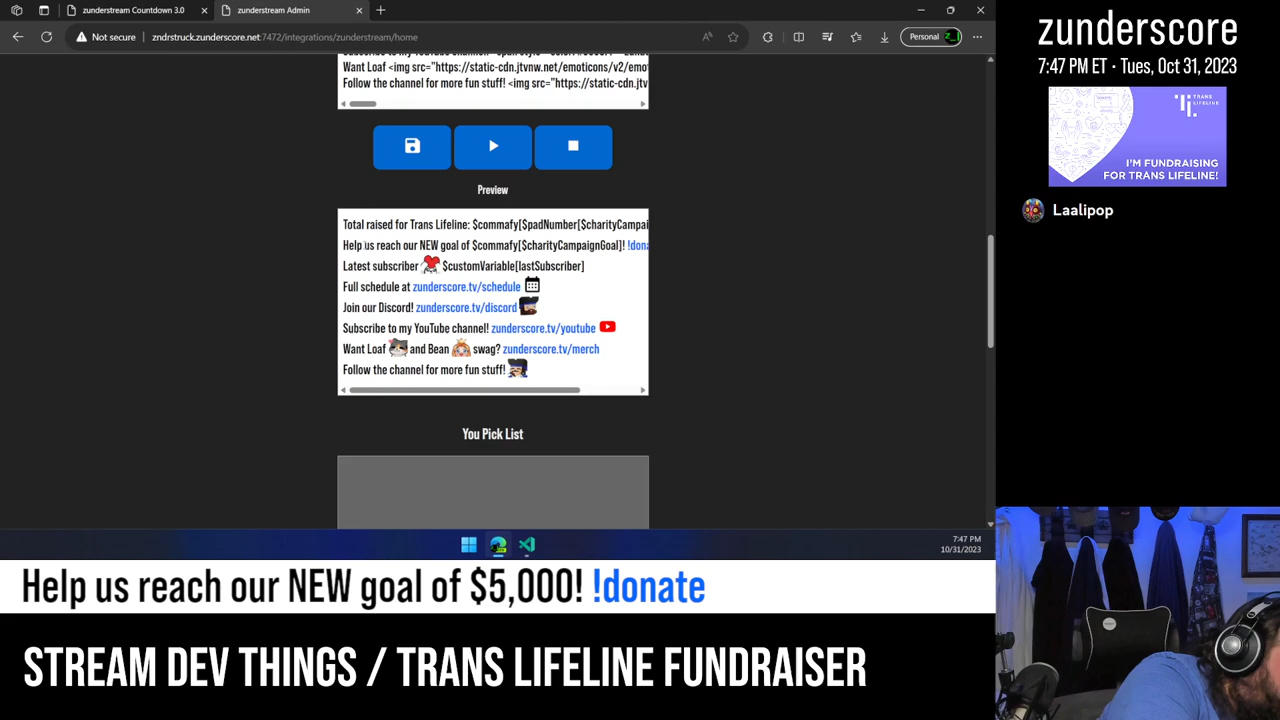 zunderstream Countdown 3.0
zunderstream Admin
Not secure
zndrstruck.zunderscore.net:7472/integrations/zunderstream/home
Personal
Want Loaf <img src="https://static-cdn.jtvnw.net/emoticons/v2/emo
Follow the channel for more fun stuff! <img src="https://static-cdn.jtv
Preview
Total raised for Trans Lifeline: $commafy[$padNumber[$charityCampai
Help us reach our NEW goal of $commafy[$charityCampaignGoal]! !dona
Latest subscriber $customVariable[lastSubscriber]
Full schedule at zunderscore.tv/schedule
Join our Discord! zunderscore.tv/discord
Subscribe to my YouTube channel! zunderscore.tv/youtube
Want Loaf and Bean swag? zunderscore.tv/merch
Follow the channel for more fun stuff!
You Pick List
7:47 PM
10/31/2023
Help us reach our NEW goal of $5,000! !donate
STREAM DEV THINGS / TRANS LIFELINE FUNDRAISER
zunderscore
7:47 PM ET · Tues, Oct 31, 2023
TRANS
LIFELINE
I'M FUNDRAISING
FOR TRANS LIFELINE!
Laalipop